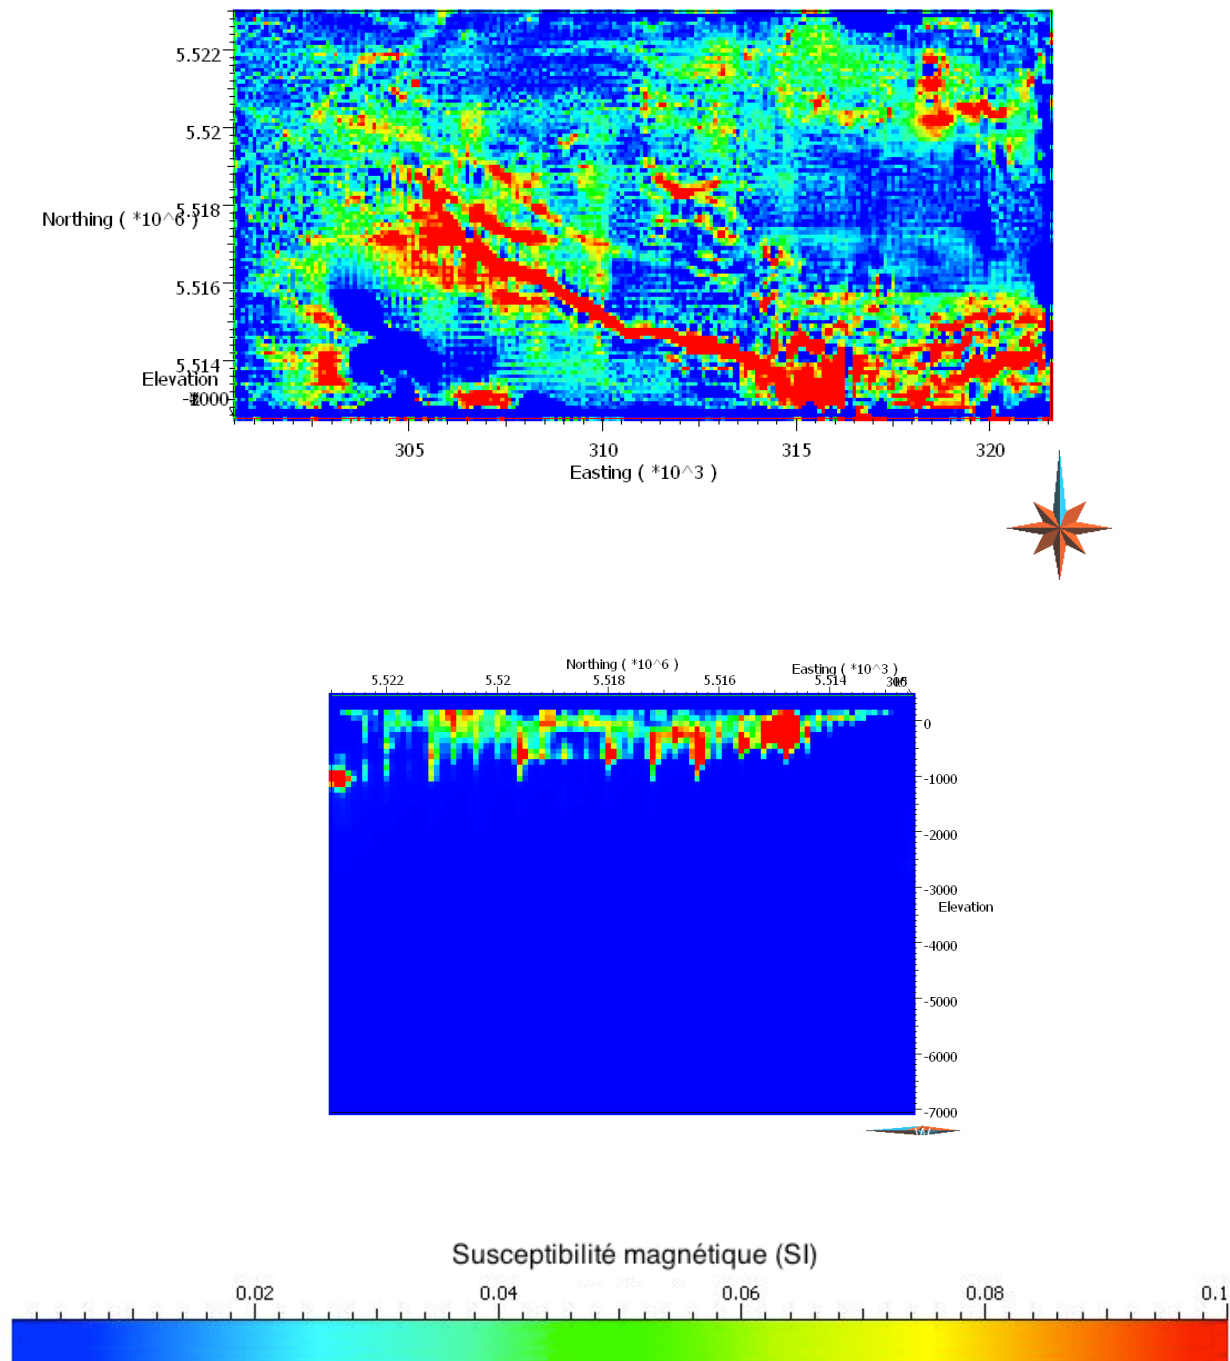 5.522
5.52
5.518
Northing ( *10^6 )
5.516
5.514
Elevation
305 310 315 320
Easting ( *10^3 )
Northing ( *10^6 ) Easting ( *10^3 )
5.522 5.52 5.518 5.516 5.514
0
-1000
-2000
-3000
Elevation
-4000
-5000
-6000
-7000
W
Susceptibilité magnétique (SI)
0.02 0.04 0.06 0.08 0.1